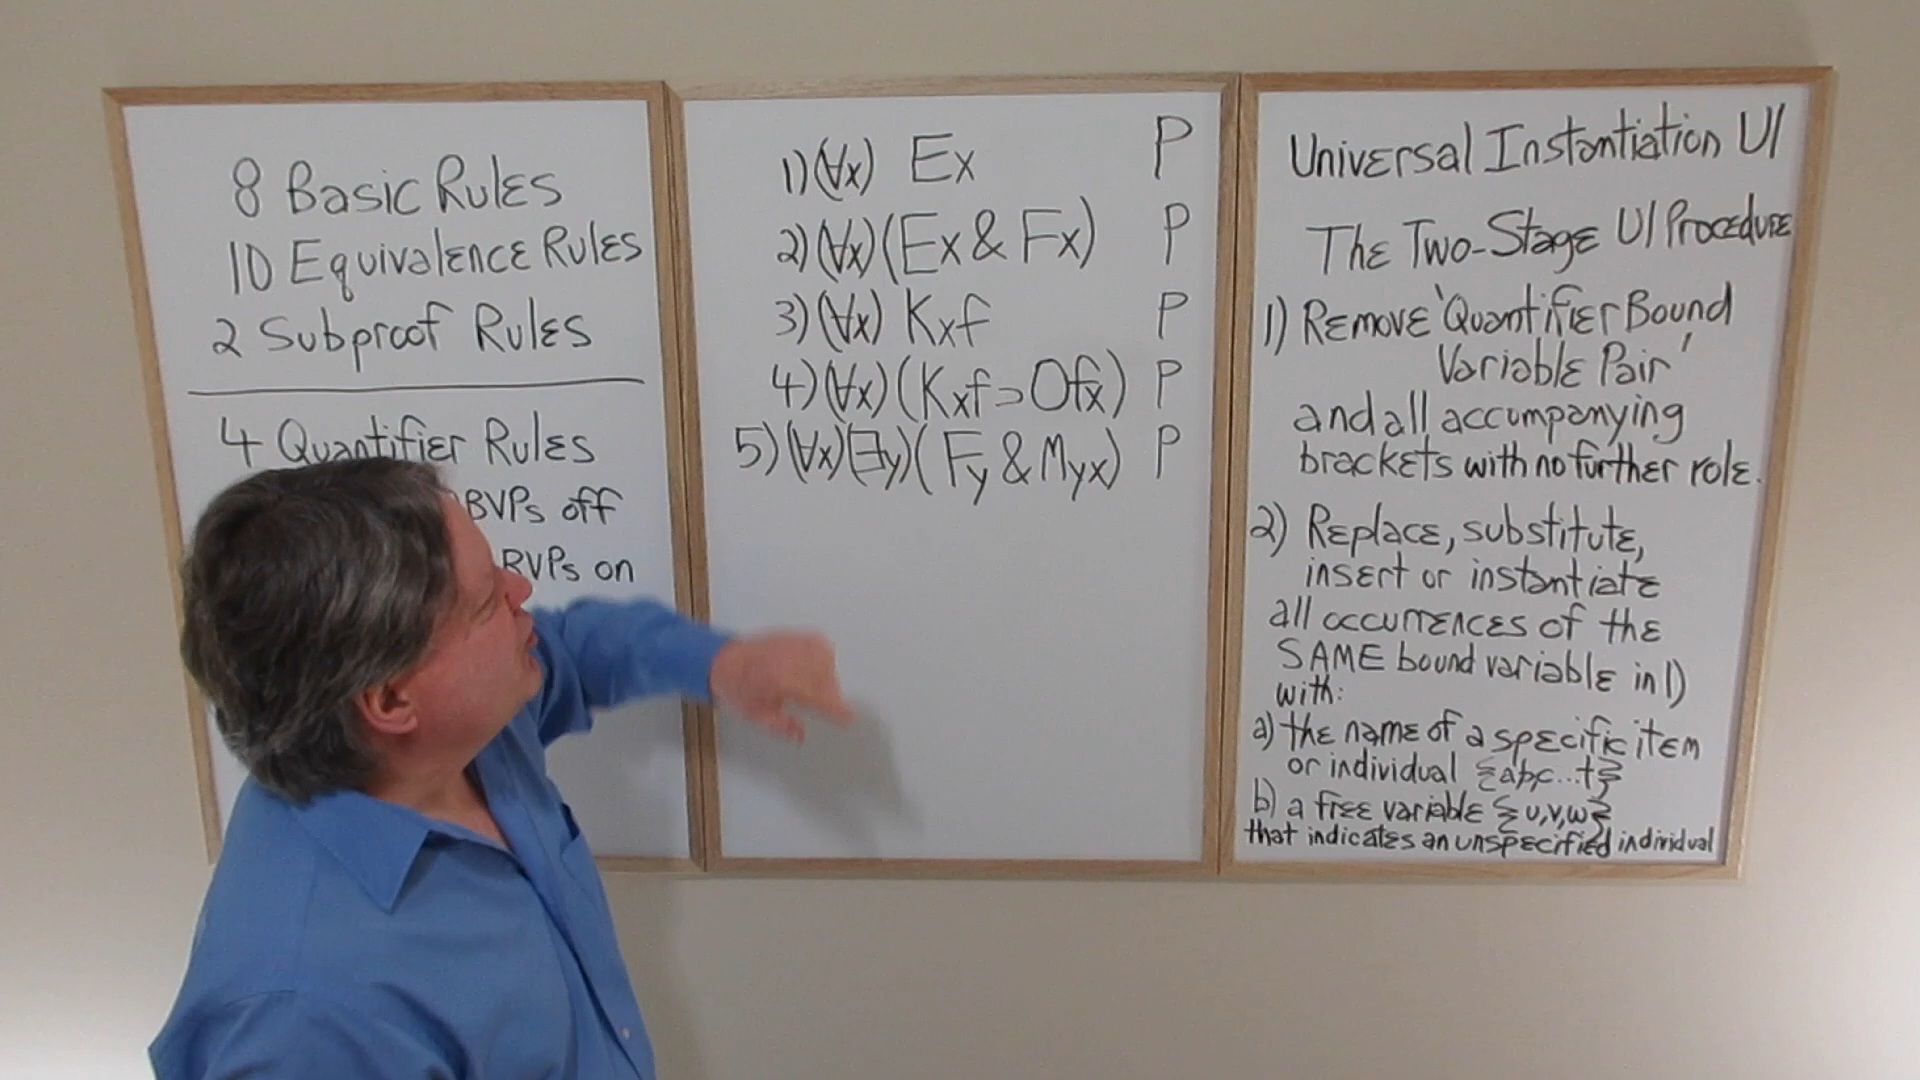 8 Basic Rules
10 Equivalence Rules
2 Subproof Rules
4 Quantifier Rules
BVPs off
BVPs on
1) (∀x) Ex P
2) (∀x) (Ex & Fx) P
3) (∀x) Kxf P
4) (∀x) (Kxf ⊃ Ofx) P
5) (∀x) (∃y) ( Fy & Myx) P
Universal Instantiation UI
The Two-Stage UI Procedure
1) Remove 'Quantifier Bound
Variable Pair'
and all accompanying
brackets with no further role.
2) Replace, substitute,
insert or instantiate
all occurrences of the
SAME bound variable in 1)
with:
a) the name of a specific item
or individual {a,b,c...t}
b) a free variable {u,v,w}
that indicates an unspecified individual